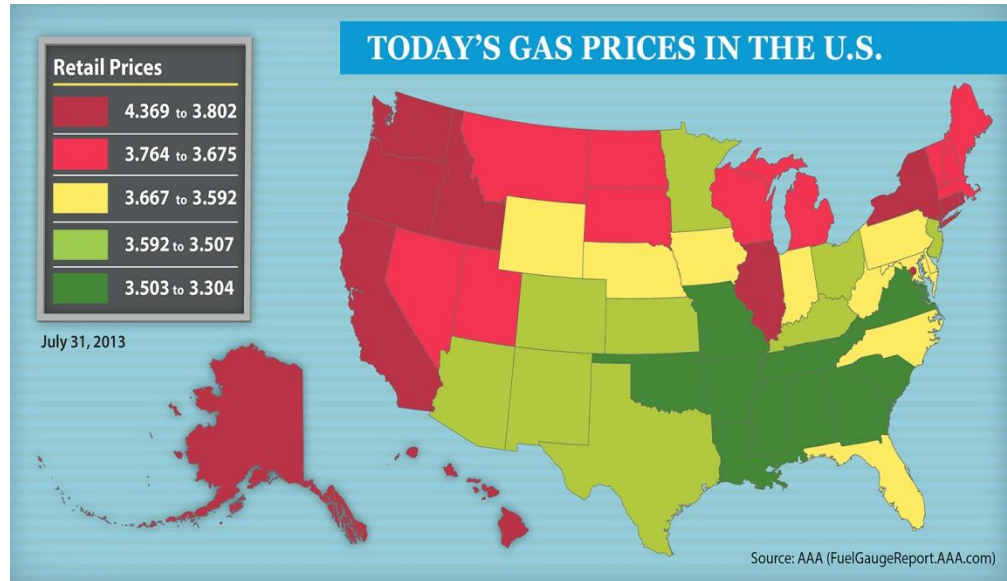 TODAY'S GAS PRICES IN THE U.S.
Retail Prices
4.369 to 3.802
3.764 to 3.675
3.667 to 3.592
3.592 to 3.507
3.503 to 3.304
July 31, 2013
Source: AAA (FuelGaugeReport.AAA.com)